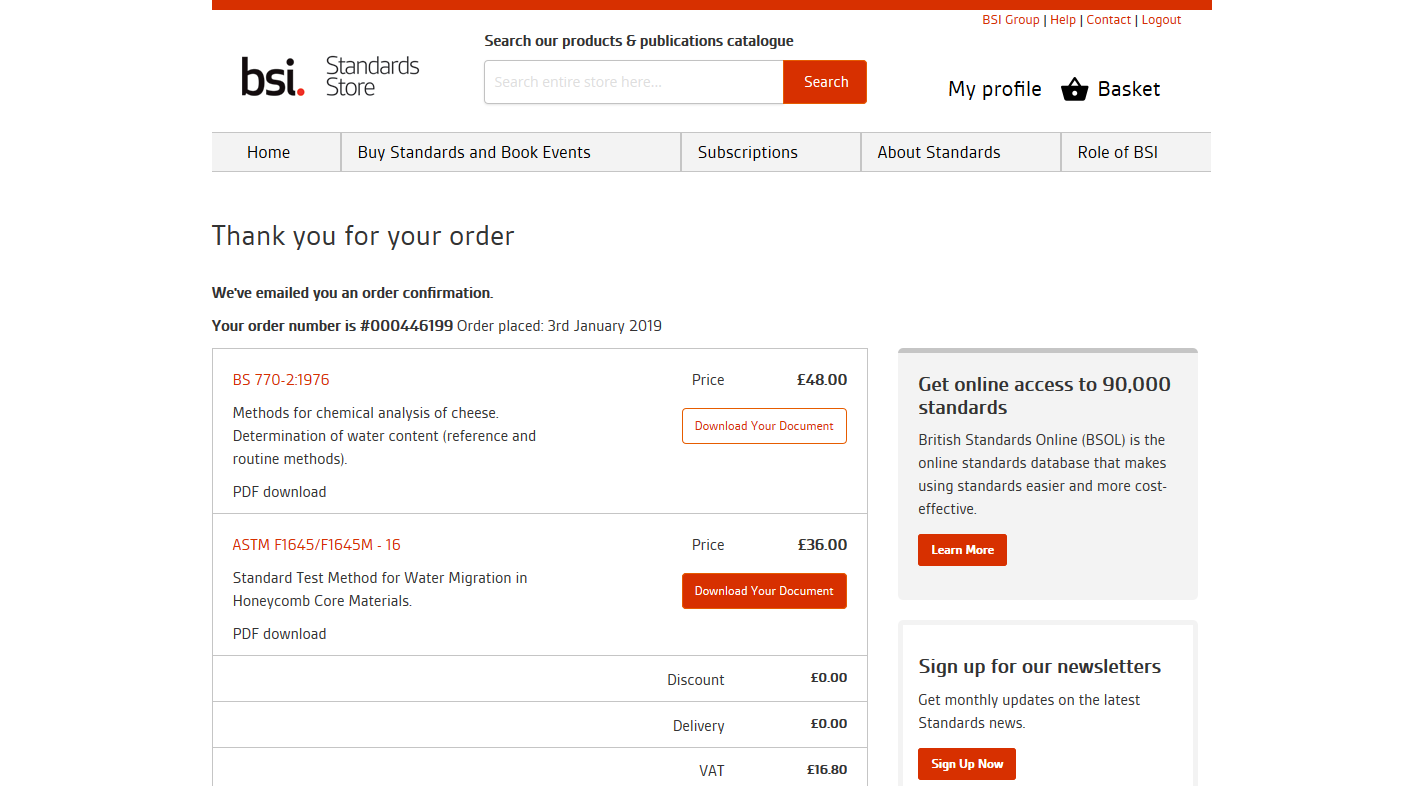 BSI Group | Help | Contact | Logout
Search our products & publications catalogue
bsi. Standards
Store
Search entire store here...
Search
My profile
Basket
Home
Buy Standards and Book Events
Subscriptions
About Standards
Role of BSI
Thank you for your order
We've emailed you an order confirmation.
Your order number is #000446199 Order placed: 3rd January 2019
BS 770-2:1976
Price
£48.00
Methods for chemical analysis of cheese.
Determination of water content (reference and
routine methods).
Download Your Document
PDF download
ASTM F1645/F1645M - 16
Price
£36.00
Standard Test Method for Water Migration in
Honeycomb Core Materials.
Download Your Document
PDF download
Discount
£0.00
Delivery
£0.00
VAT
£16.80
Get online access to 90,000
standards
British Standards Online (BSOL) is the
online standards database that makes
using standards easier and more cost-
effective.
Learn More
Sign up for our newsletters
Get monthly updates on the latest
Standards news.
Sign Up Now